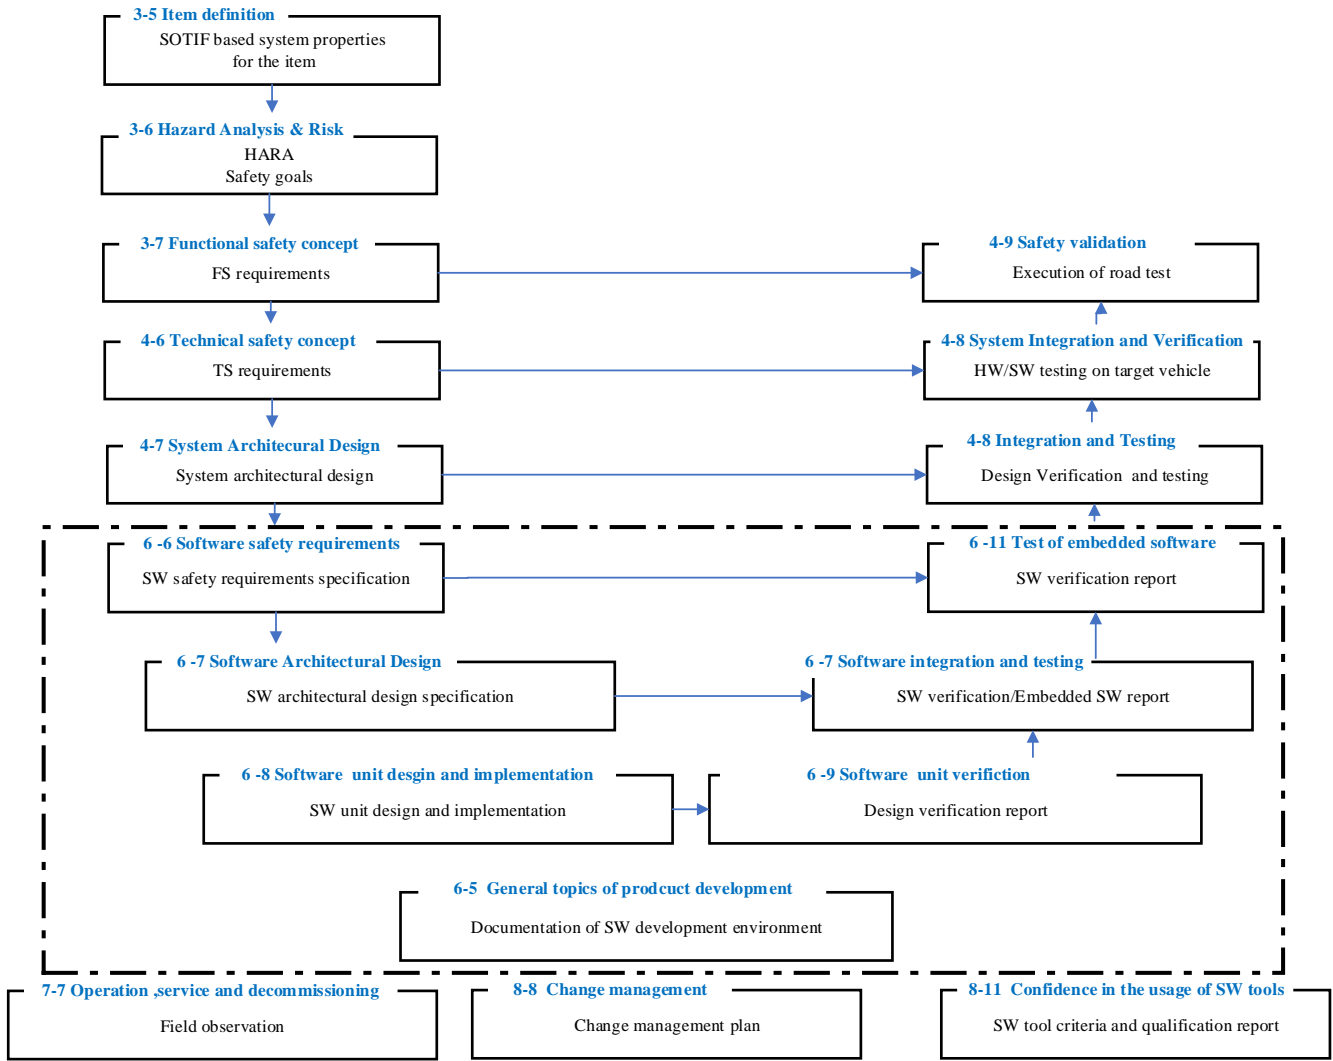 3-5 Item definition
SOTIF based system properties
for the item
3-6 Hazard Analysis & Risk
HARA
Safety goals
3-7 Functional safety concept
FS requirements
4-9 Safety validation
Execution of road test
4-6 Technical safety concept
TS requirements
4-8 System Integration and Verification
HW/SW testing on target vehicle
4-7 System Architecural Design
System architectural design
4-8 Integration and Testing
Design Verification  and testing
6 -6 Software safety requirements
SW safety requirements specification
6 -11 Test of embedded software
SW verification report
6 -7 Software Architectural Design
SW architectural design specification
6 -7 Software integration and testing
SW verification/Embedded SW report
6 -8 Software  unit desgin and implementation
SW unit design and implementation
6 -9 Software  unit verifiction
Design verification report
6-5  General topics of prodcuct development
Documentation of SW development environment
7-7 Operation ,service and decommissioning
Field observation
8-8  Change management
Change management plan
8-11  Confidence in the usage of SW tools
SW tool criteria and qualification report